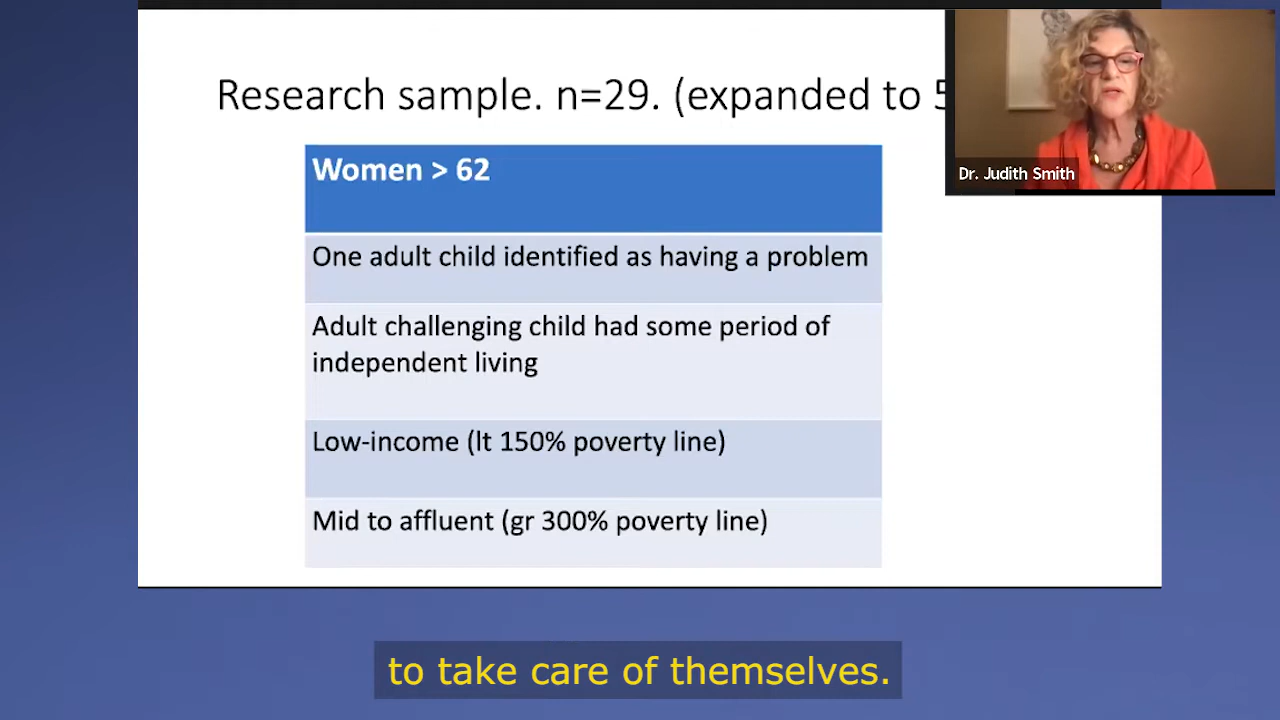 Research sample. n=29. (expanded to 5
Dr. Judith Smith
Women > 62
One adult child identified as having a problem
Adult challenging child had some period of
independent living
Low-income (lt 150% poverty line)
Mid to affluent (gr 300% poverty line)
to take care of themselves.